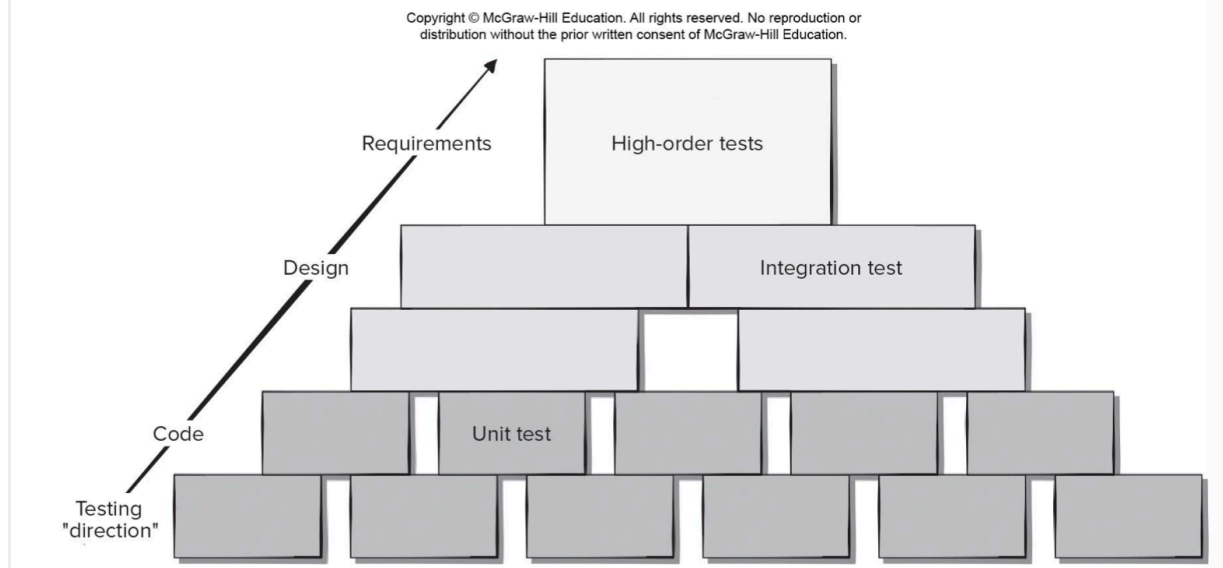 Copyright © McGraw-Hill Education. All rights reserved. No reproduction or
distribution without the prior written consent of McGraw-Hill Education.
Requirements
High-order tests
Design
Integration test
Code
Unit test
Testing
"direction"